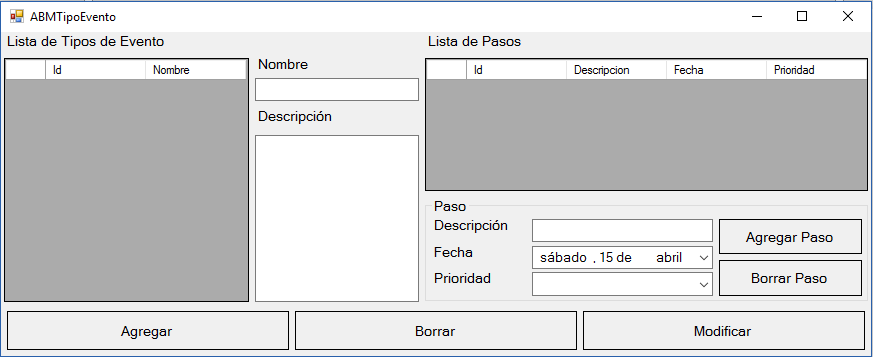 ABMTipoEvento
Lista de Tipos de Evento
Id Nombre
Nombre
Descripción
Lista de Pasos
Id Descripcion Fecha Prioridad
Paso
Descripción
Fecha
sábado , 15 de abril
Prioridad
Agregar Paso
Borrar Paso
Agregar
Borrar
Modificar